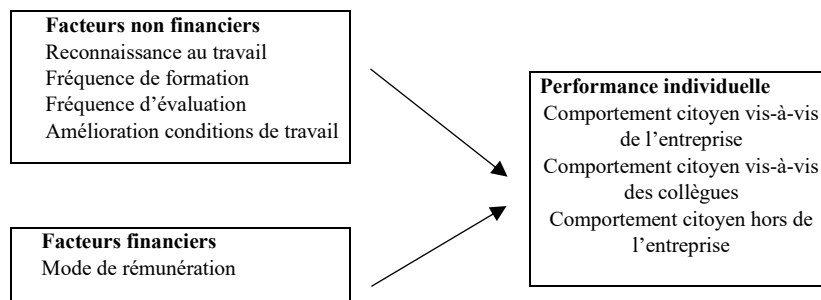 Facteurs non financiers
Reconnaissance au travail
Fréquence de formation
Fréquence d'évaluation
Amélioration conditions de travail
Facteurs financiers
Mode de rémunération
Performance individuelle
Comportement citoyen vis-à-vis
de l'entreprise
Comportement citoyen vis-à-vis
des collègues
Comportement citoyen hors de
l'entreprise